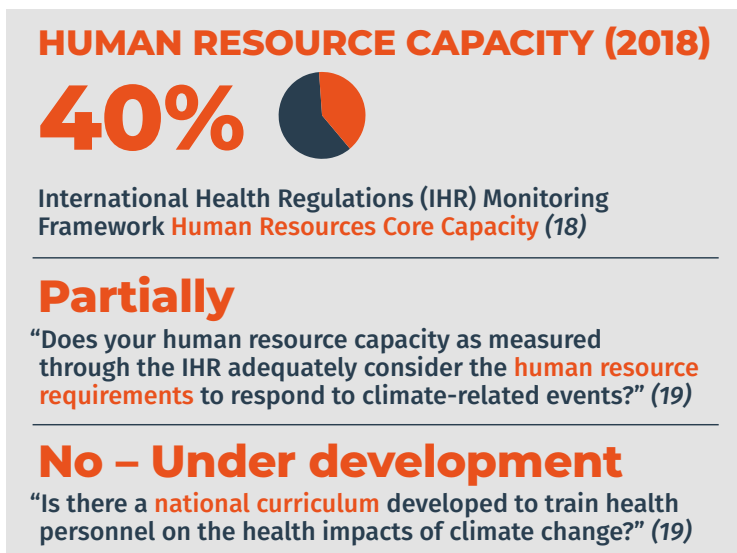 HUMAN RESOURCE CAPACITY (2018)
40%
International Health Regulations (IHR) Monitoring
Framework Human Resources Core Capacity (18)
Partially
“Does your human resource capacity as measured
through the IHR adequately consider the human resource
requirements to respond to climate-related events?” (19)
No – Under development
“Is there a national curriculum developed to train health
personnel on the health impacts of climate change?” (19)